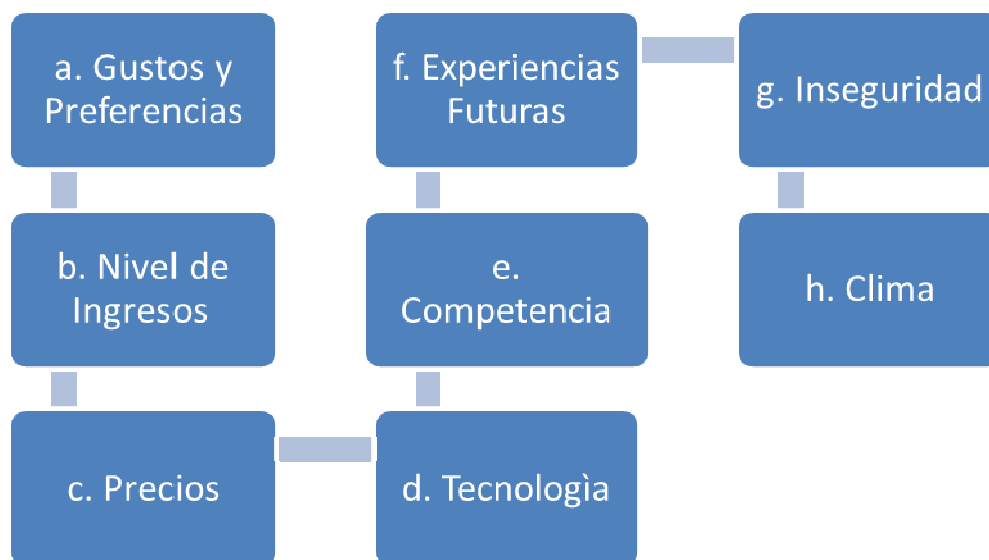 a. Gustos y
Preferencias
b. Nivel de
Ingresos
c. Precios
d. Tecnologìa
e.
Competencia
f. Experiencias
Futuras
g. Inseguridad
h. Clima